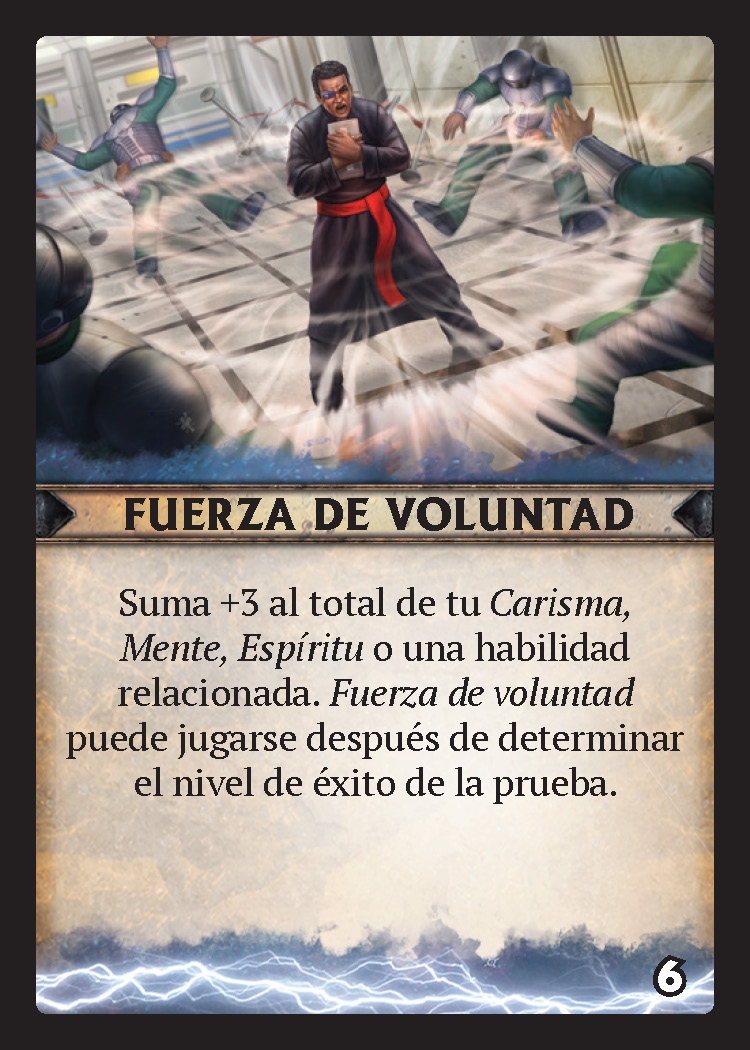 FUERZA DE VOLUNTAD
Suma +3 al total de tu Carisma,
Mente, Espíritu o una habilidad
relacionada. Fuerza de voluntad
puede jugarse después de determinar
el nivel de éxito de la prueba.
6